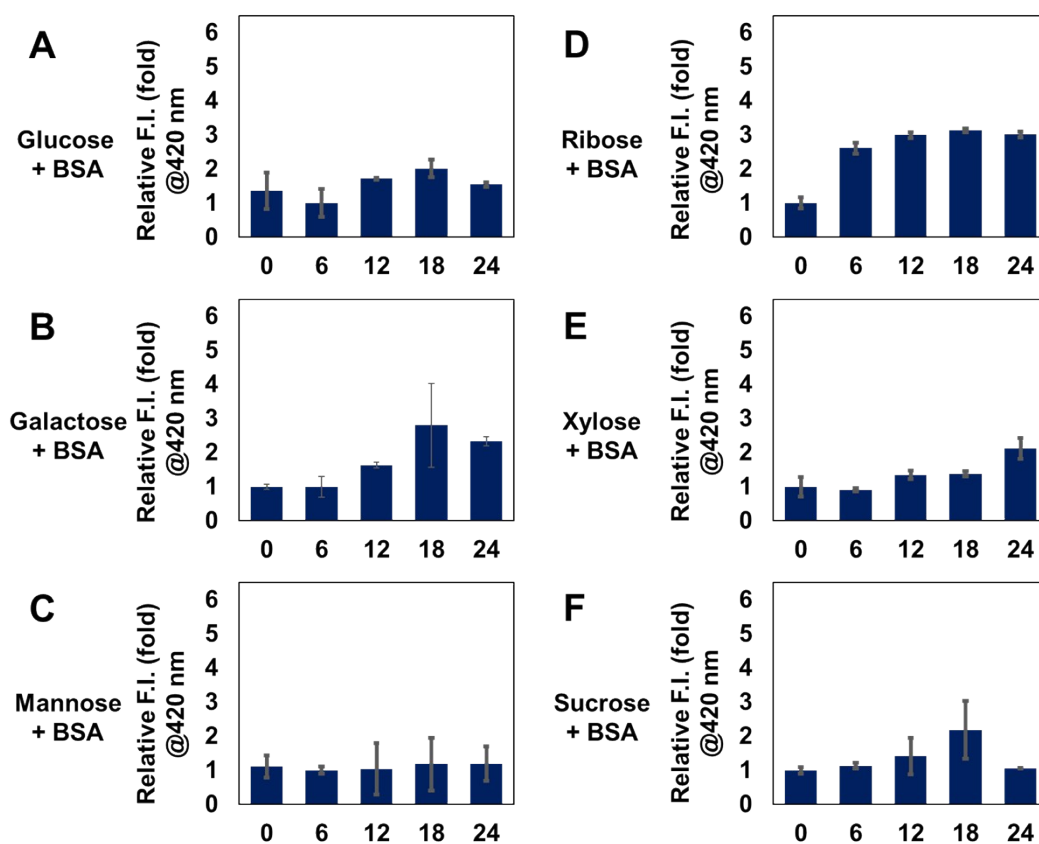 A
Glucose
+ BSA
Relative F.I. (fold)
@420 nm
6
5
4
3
2
1
0
0 6 12 18 24
B
Galactose
+ BSA
Relative F.I. (fold)
@420 nm
6
5
4
3
2
1
0
0 6 12 18 24
C
Mannose
+ BSA
Relative F.I. (fold)
@420 nm
6
5
4
3
2
1
0
0 6 12 18 24
D
Ribose
+ BSA
Relative F.I. (fold)
@420 nm
6
5
4
3
2
1
0
0 6 12 18 24
E
Xylose
+ BSA
Relative F.I. (fold)
@420 nm
6
5
4
3
2
1
0
0 6 12 18 24
F
Sucrose
+ BSA
Relative F.I. (fold)
@420 nm
6
5
4
3
2
1
0
0 6 12 18 24